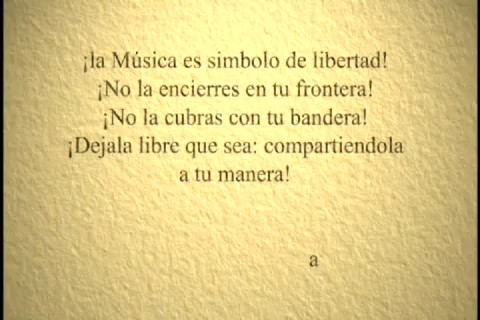 ¡la Música es simbolo de libertad!
¡No la encierres en tu frontera!
¡No la cubras con tu bandera!
¡Dejala libre que sea: compartiendola
a tu manera!
a